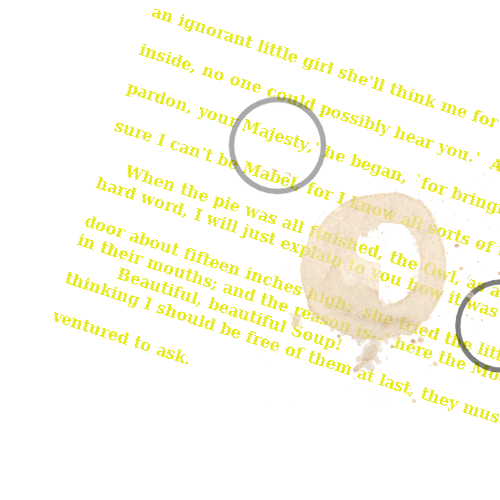 an ignorant little girl she'll think me for
inside, no one could possibly hear you.'
pardon, your Majesty,' he began, `for
sure I can't be Mabel, for I know all sorts of
When the pie was all finished, the Owl, as a
hard word, I will just explain to you how it was
door about fifteen inches high: she tried the
in their mouths; and the reason is--' here the
Beautiful, beautiful Soup!
thinking I should be free of them at last, they
ventured to ask.